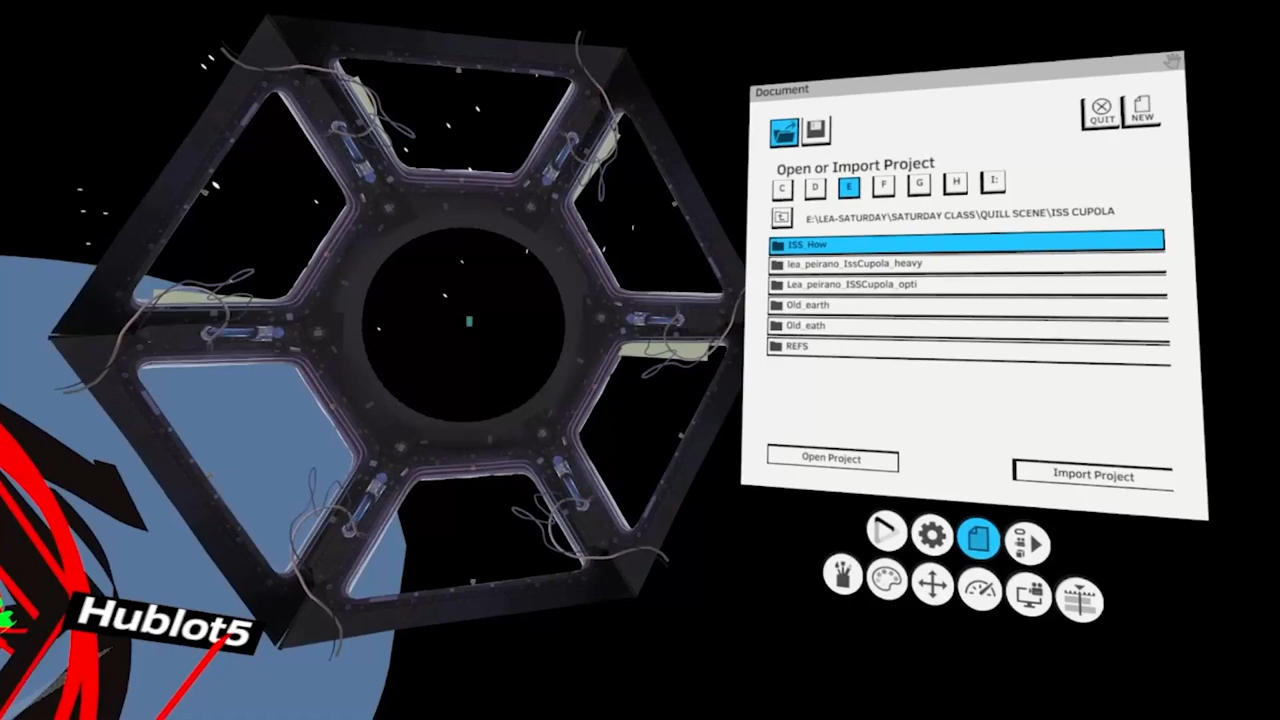 Document
QUIT
NEW
Open or Import Project
C D E F G H I:
E:\LEA-SATURDAY\SATURDAY CLASS\QUILL SCENE\ISS CUPOLA
ISS_How
lea_peirano_IssCupola_heavy
Lea_peirano_ISSCupola_opti
Old_earth
Old_eath
REFS
Open Project
Import Project
Hublot5